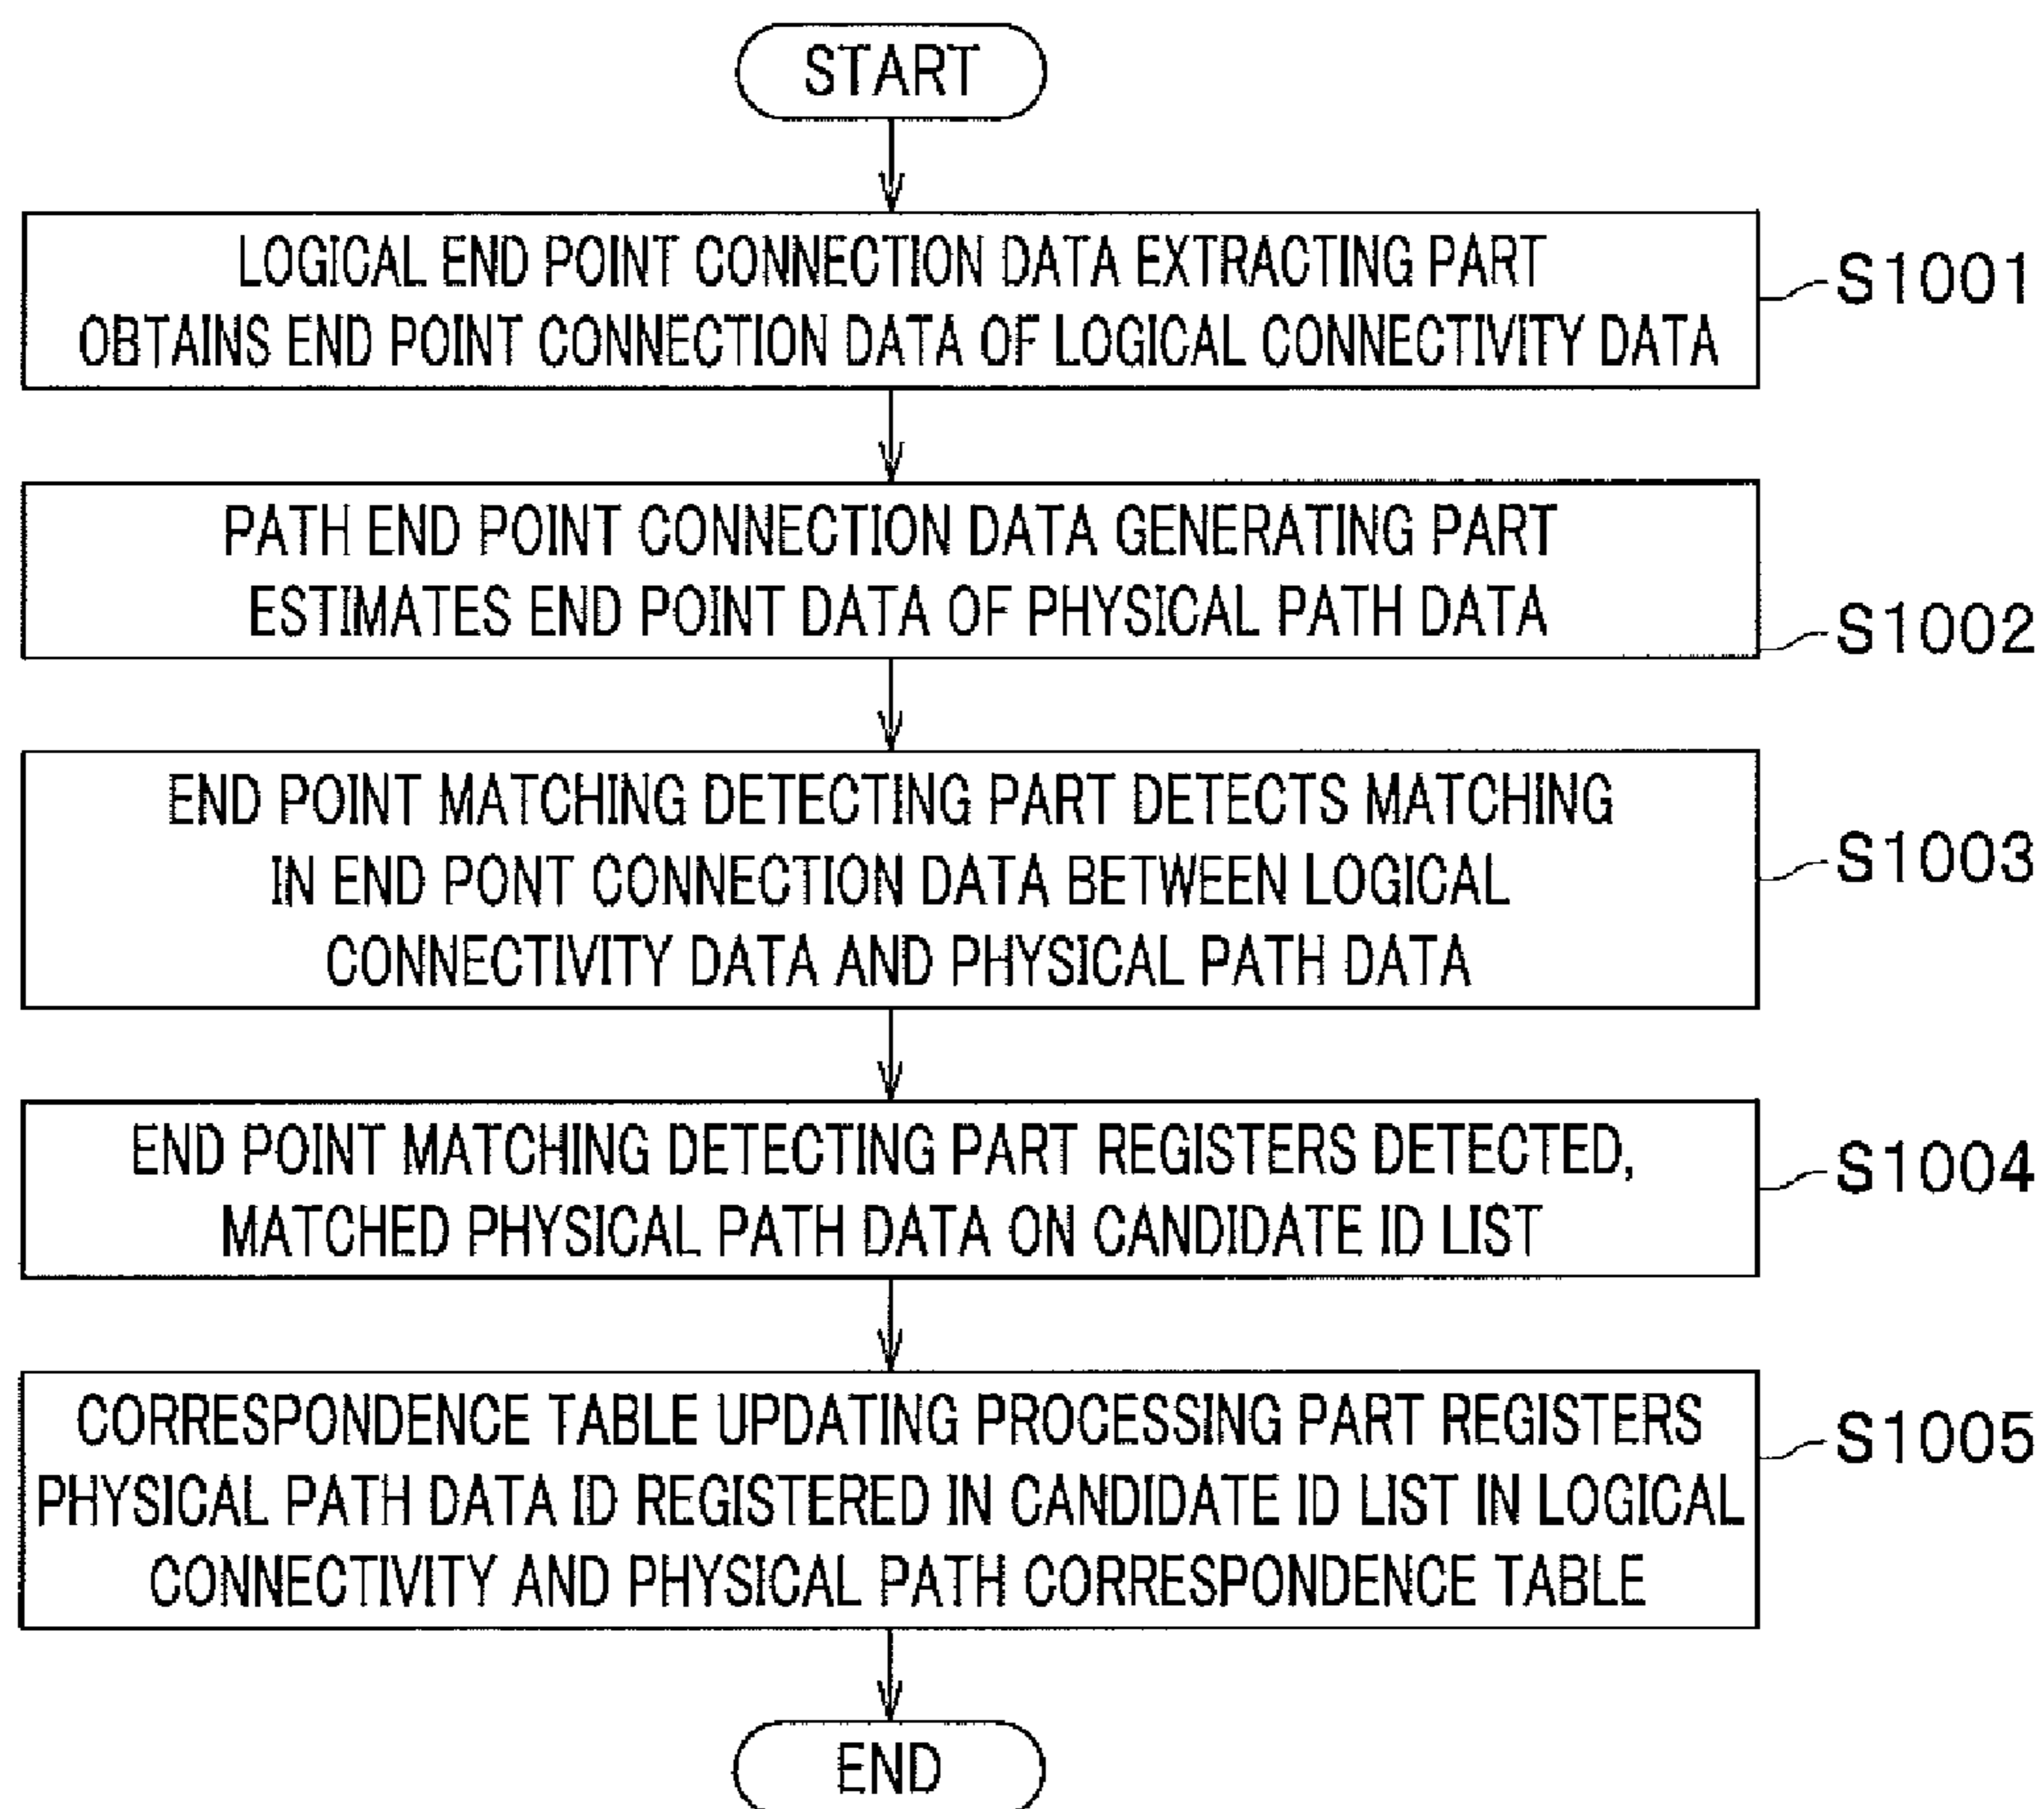 START
LOGICAL END POINT CONNECTION DATA EXTRACTING PART
OBTAINS END POINT CONNECTION DATA OF LOGICAL CONNECTIVITY DATA
S1001
PATH END POINT CONNECTION DATA GENERATING PART
ESTIMATES END POINT DATA OF PHYSICAL PATH DATA
S1002
END POINT MATCHING DETECTING PART DETECTS MATCHING
IN END PONT CONNECTION DATA BETWEEN LOGICAL
CONNECTIVITY DATA AND PHYSICAL PATH DATA
S1003
END POINT MATCHING DETECTING PART REGISTERS DETECTED,
MATCHED PHYSICAL PATH DATA ON CANDIDATE ID LIST
S1004
CORRESPONDENCE TABLE UPDATING PROCESSING PART REGISTERS
PHYSICAL PATH DATA ID REGISTERED IN CANDIDATE ID LIST IN LOGICAL
CONNECTIVITY AND PHYSICAL PATH CORRESPONDENCE TABLE
S1005
END